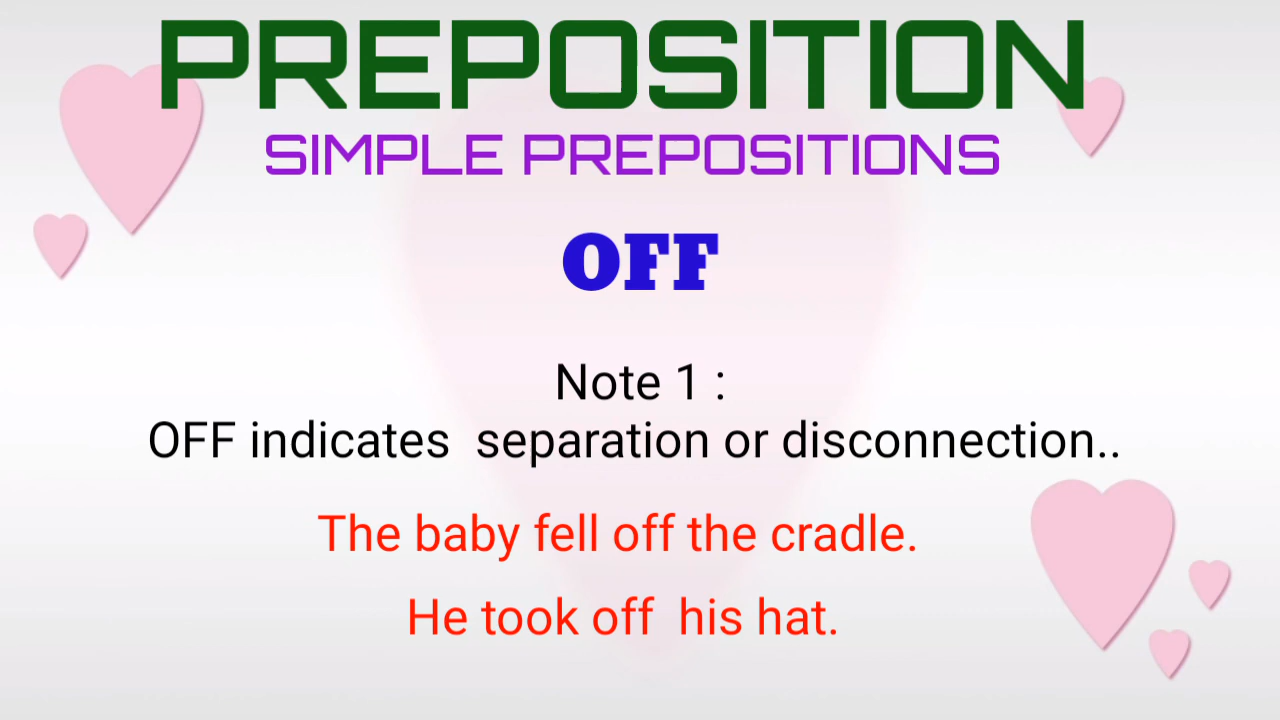 PREPOSITION
SIMPLE PREPOSITIONS
OFF
Note 1 :
OFF indicates  separation or disconnection..
The baby fell off the cradle.
He took off  his hat.